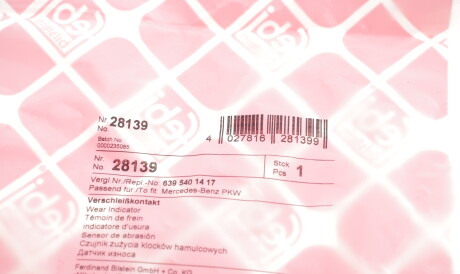 Nr. 28139
No.
Batch No
0000235085
4 027816 281399
Nr. 28139
No.
Stck 1
Pcs
Vergl Nr./Repl -No 639 540 14 17
Passend für /To fit Mercedes-Benz PKW
Verschleißkontakt
Wear Indicator
Témoin de frein
Indicatore d'usura
Sensor de abrasión
Czujnik zużycia klocków hamulcowych
Датчик износа
Ferdinand Bilstein GmbH + Co. KG